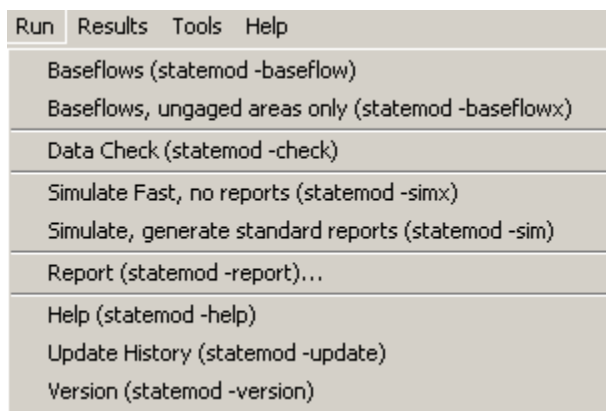 Run Results Tools Help
Baseflows (statemod -baseflow)
Baseflows, ungaged areas only (statemod -baseflowx)
Data Check (statemod -check)
Simulate Fast, no reports (statemod -simx)
Simulate, generate standard reports (statemod -sim)
Report (statemod -report)...
Help (statemod -help)
Update History (statemod -update)
Version (statemod -version)